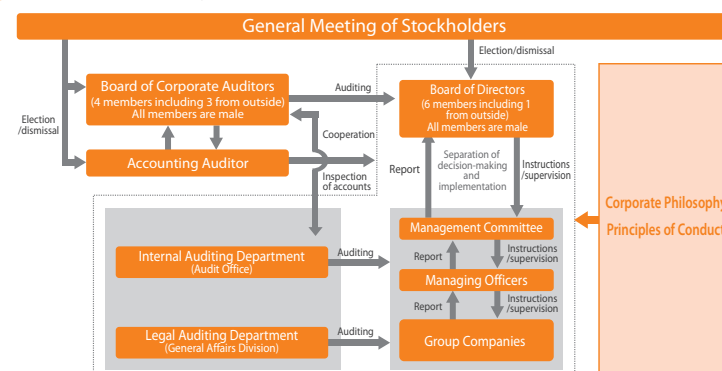 General Meeting of Stockholders
Election/dismissal
Election
/dismissal
Board of Corporate Auditors
(4 members including 3 from outside)
All members are male
Auditing
Board of Directors
(6 members including 1
from outside)
All members are male
Cooperation
Accounting Auditor
Inspection
of accounts
Report
Separation of
decision-making
and
implementation
Instructions
/supervision
Corporate Philosophy
Principles of Conduct
Management Committee
Internal Auditing Department
(Audit Office)
Auditing
Report
Instructions
/supervision
Managing Officers
Report
Instructions
/supervision
Legal Auditing Department
(General Affairs Division)
Auditing
Group Companies